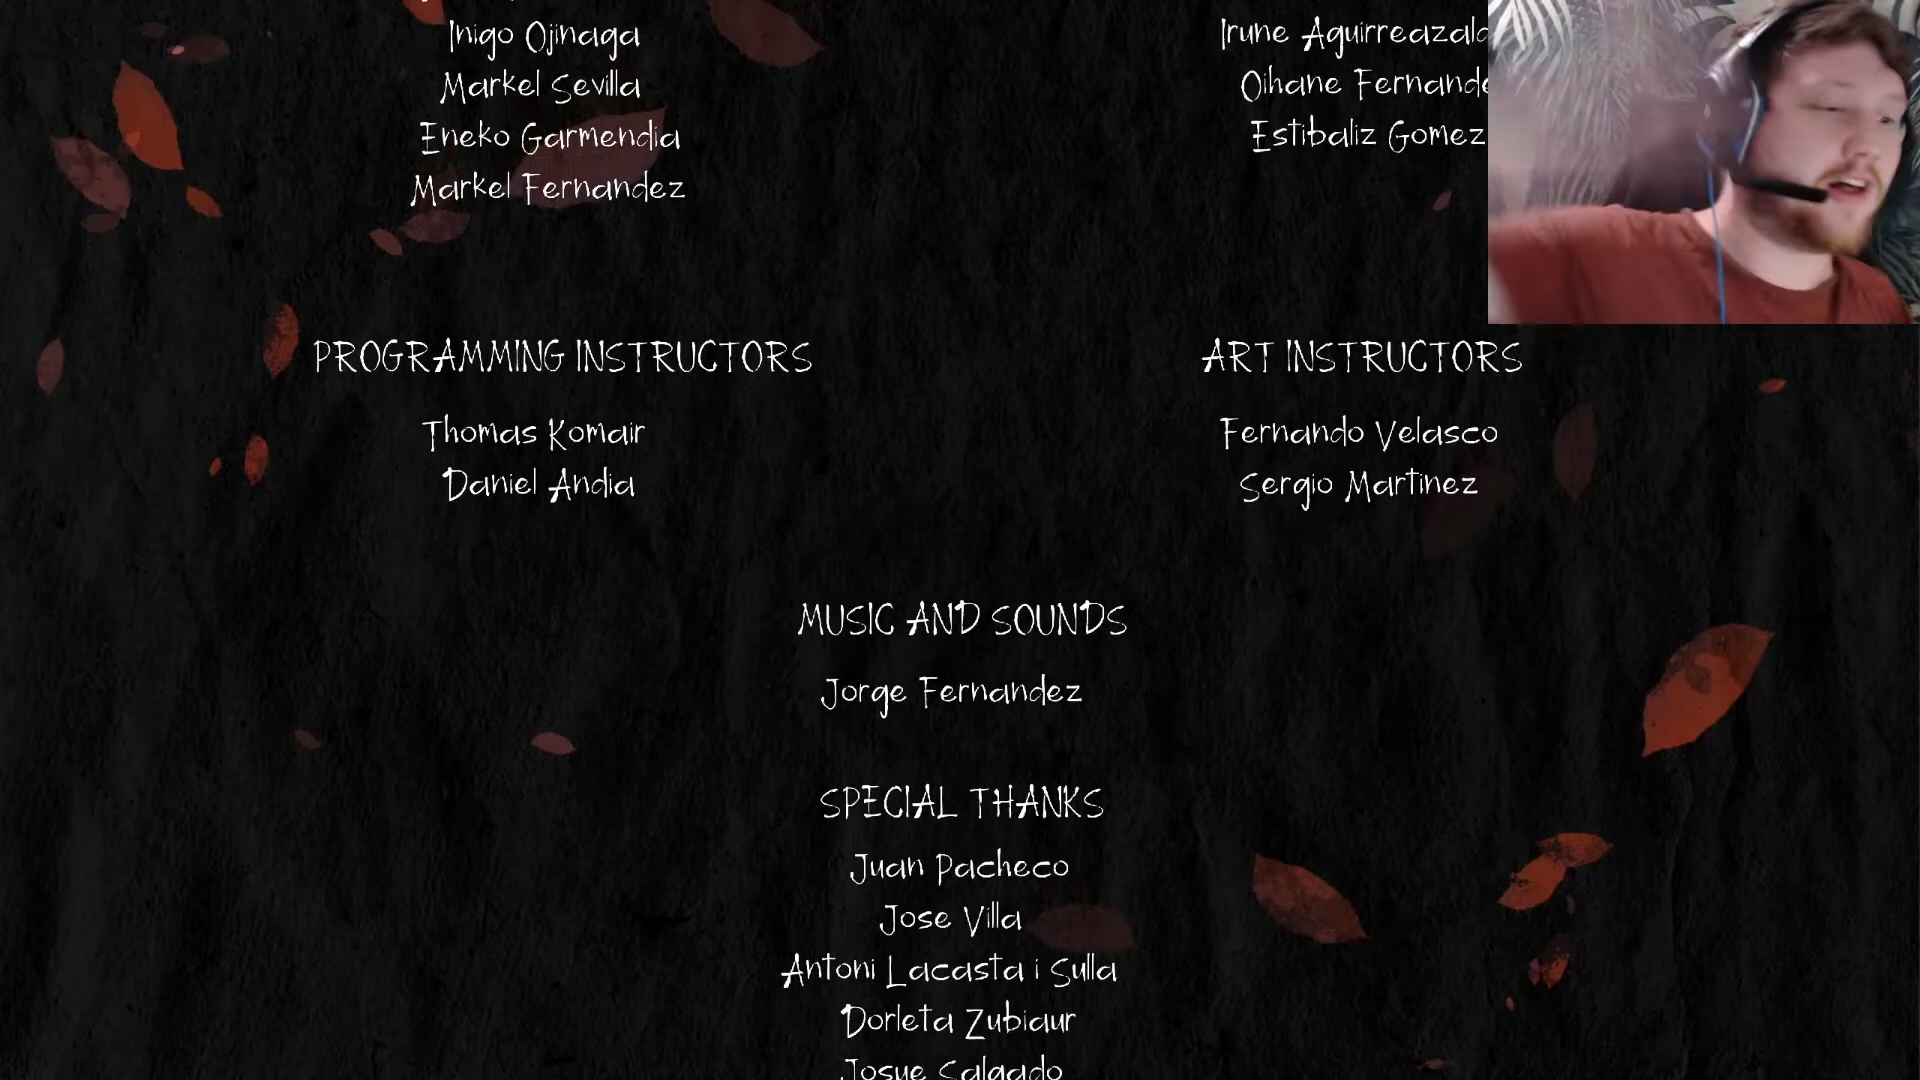 Inigo Ojinaga
Markel Sevilla
Eneko Garmendia
Markel Fernandez
Irune
Oihane
Estibaliz Gomez
PROGRAMMING INSTRUCTORS
Thomas Komair
Daniel Andia
ART INSTRUCTORS
Fernando Velasco
Sergio Martinez
MUSIC AND SOUNDS
Jorge Fernandez
SPECIAL THANKS
Juan Pacheco
Jose Villa
Antoni Lacasta i Sulla
Dorleta Zubiaur
Josue Salgado